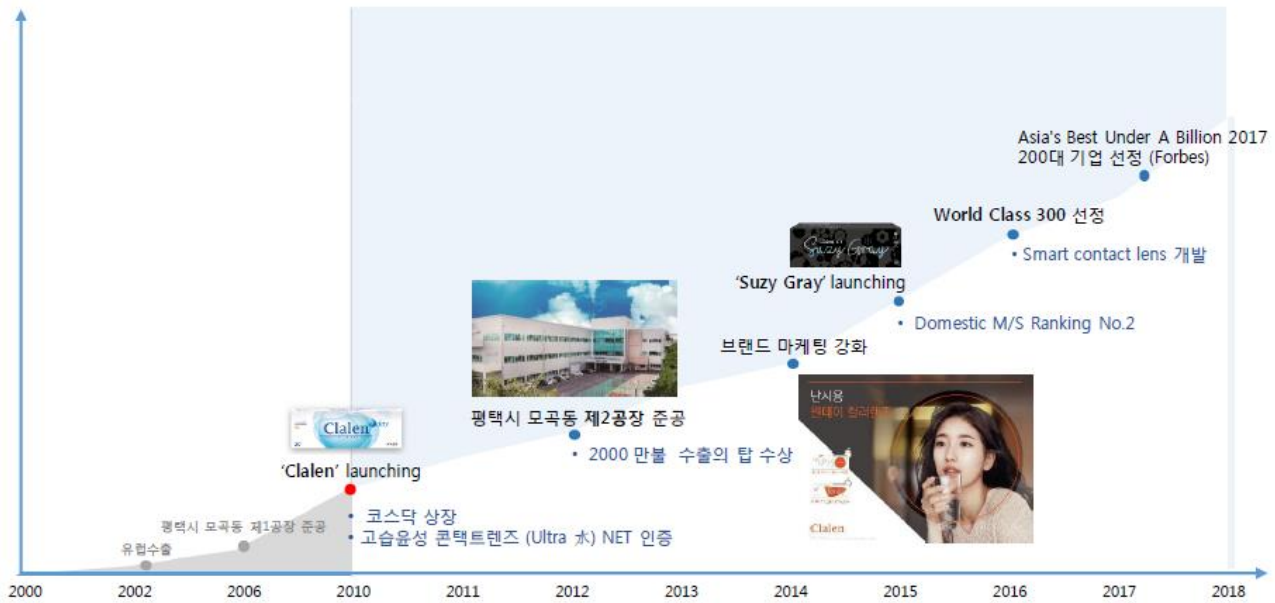 Asia's Best Under A Billion 2017
200대 기업 선정 (Forbes)
World Class 300 선정
• Smart contact lens 개발
Suzy Gray
‘Suzy Gray’ launching
• Domestic M/S Ranking No.2
브랜드 마케팅 강화
난시용
원데이 컬러렌즈
Clalen
평택시 모곡동 제2공장 준공
• 2000 만불 수출의 탑 수상
Clalen
‘Clalen’ launching
• 코스닥 상장
• 고습윤성 콘택트렌즈 (Ultra 水) NET 인증
평택시 모곡동 제1공장 준공
유럽수출
2000 2002 2006 2010 2011 2012 2013 2014 2015 2016 2017 2018